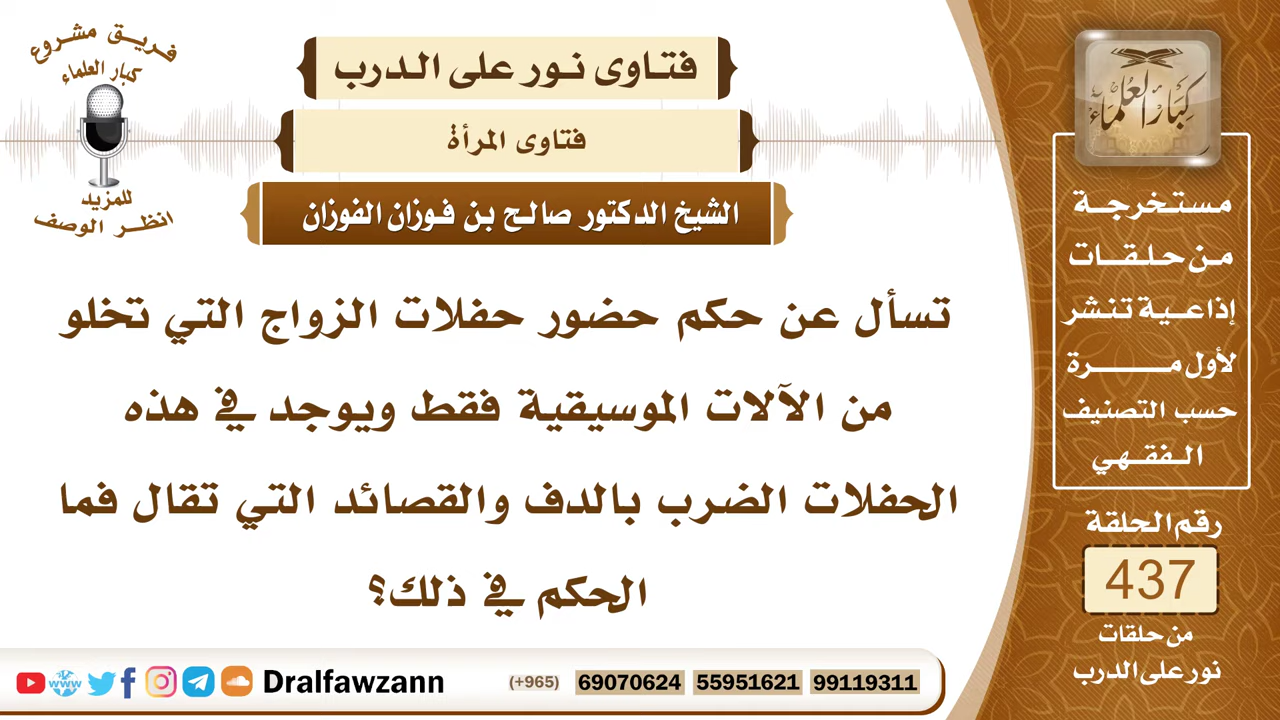 فريق مشروع
كبار العلماء
للمزيد
انظر الوصف
فتاوى نور على الدرب
فتاوى المرأة
الشيخ الدكتور صالح بن فوزان الفوزان
تسأل عن حكم حضور حفلات الزواج التي تخلو
من الآلات الموسيقية فقط ويوجد في هذه
الحفلات الضرب بالدف والقصائد التي تقال فما
الحكم في ذلك؟
كبار العلماء
مستخرجة
من حلقات
إذاعية تنشر
لأول مرة
حسب التصنيف
الفقهي
رقم الحلقة
437
من حلقات
نور على الدرب
Dralfawzann (+965) 69070624 55951621 99119311